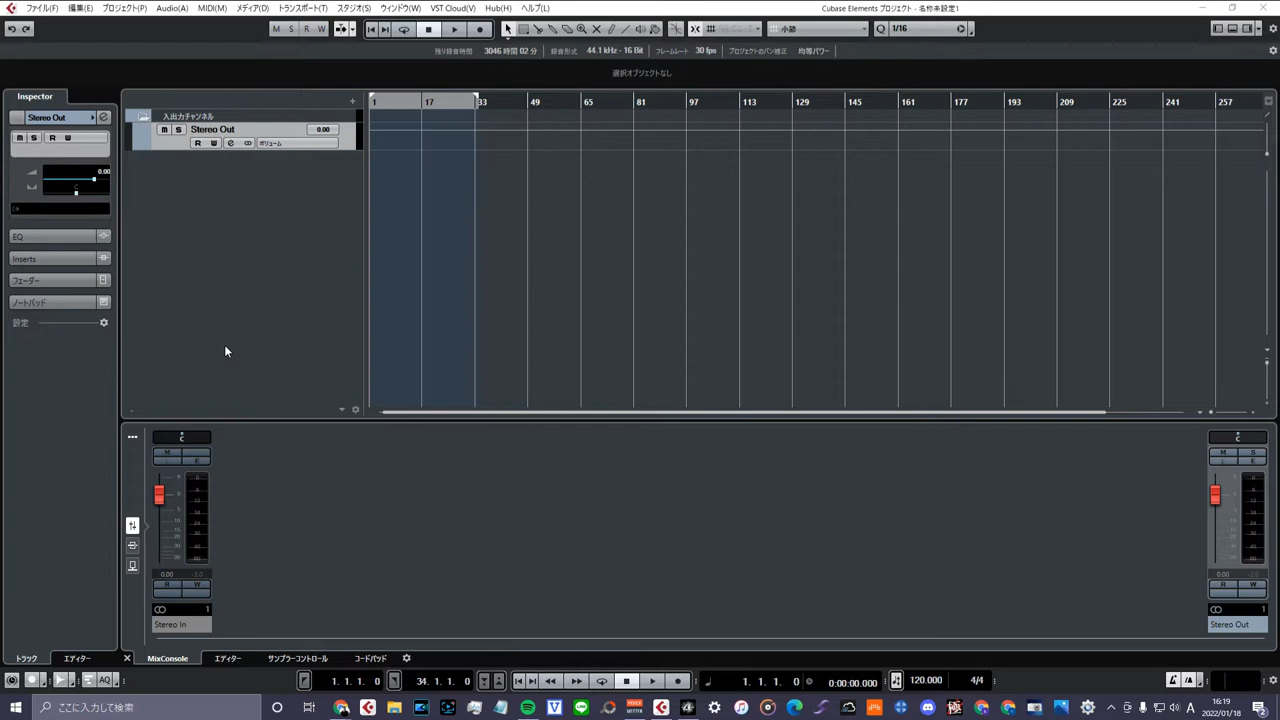 ファイル(F) 編集(E) プロジェクト(P) Audio(A) MIDI(M) メディア(D) トランスポート(T) スタジオ(S) ウィンドウ(W) VST Cloud(V) Hub(H) ヘルプ(L) Cubase Elements プロジェクト - 名称未設定1
M S R W 小節 Q 1/16
残り録音時間 3046 時間 02 分 録音形式 44.1 kHz - 16 Bit フレームレート 30 fps プロジェクトのパン補正 均等パワー
選択オブジェクトなし
Inspector
1 17 33 49 65 81 97 113 129 145 161 177 193 209 225 241 257
Stereo Out e
入出力チャンネル
m S Stereo Out 0.00
R W e ボリューム
m S R W
0.00
C
EQ
Inserts
フェーダー
ノートパッド
設定
C C
M E
M S E
0.00 -3.0
0.00 -3.0
R W
R W
1
1
Stereo In
Stereo Out
トラック エディター MixConsole エディター サンプラーコントロール コードパッド
AQ 1. 1. 1. 0 34. 1. 1. 0 1. 1. 1. 0 0:00:00.000 120.000 4/4
ここに入力して検索
A 16:19
2022/01/18